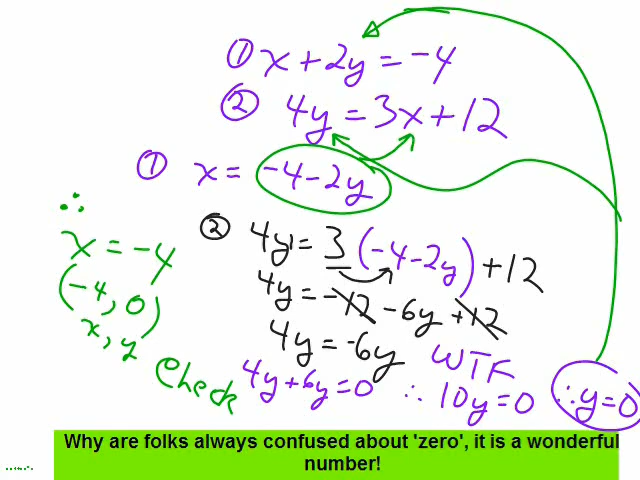 ① x + 2y = -4
② 4y = 3x + 12
① x = -4 - 2y
② 4y = 3(-4 - 2y) + 12
4y = -12 - 6y + 12
4y = -6y
WTF
4y + 6y = 0 ∴ 10y = 0 ∴ y = 0
∴
x = -4
(-4, 0)
x, y
Check
Why are folks always confused about 'zero', it is a wonderful
number!